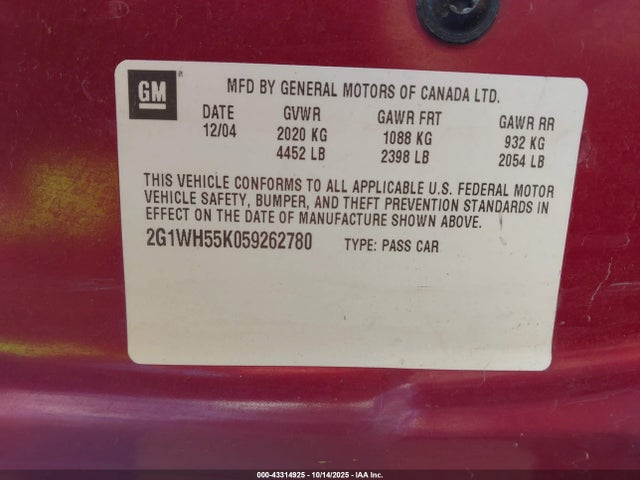 GM
MFD BY GENERAL MOTORS OF CANADA LTD.
DATE GVWR GAWR FRT GAWR RR
12/04 2020 KG 1088 KG 932 KG
4452 LB 2398 LB 2054 LB
THIS VEHICLE CONFORMS TO ALL APPLICABLE U.S. FEDERAL MOTOR
VEHICLE SAFETY, BUMPER, AND THEFT PREVENTION STANDARDS IN
EFFECT ON THE DATE OF MANUFACTURE SHOWN ABOVE.
2G1WH55K059262780 TYPE: PASS CAR
000-43314925 | 10/14/2025 | IAA Inc.